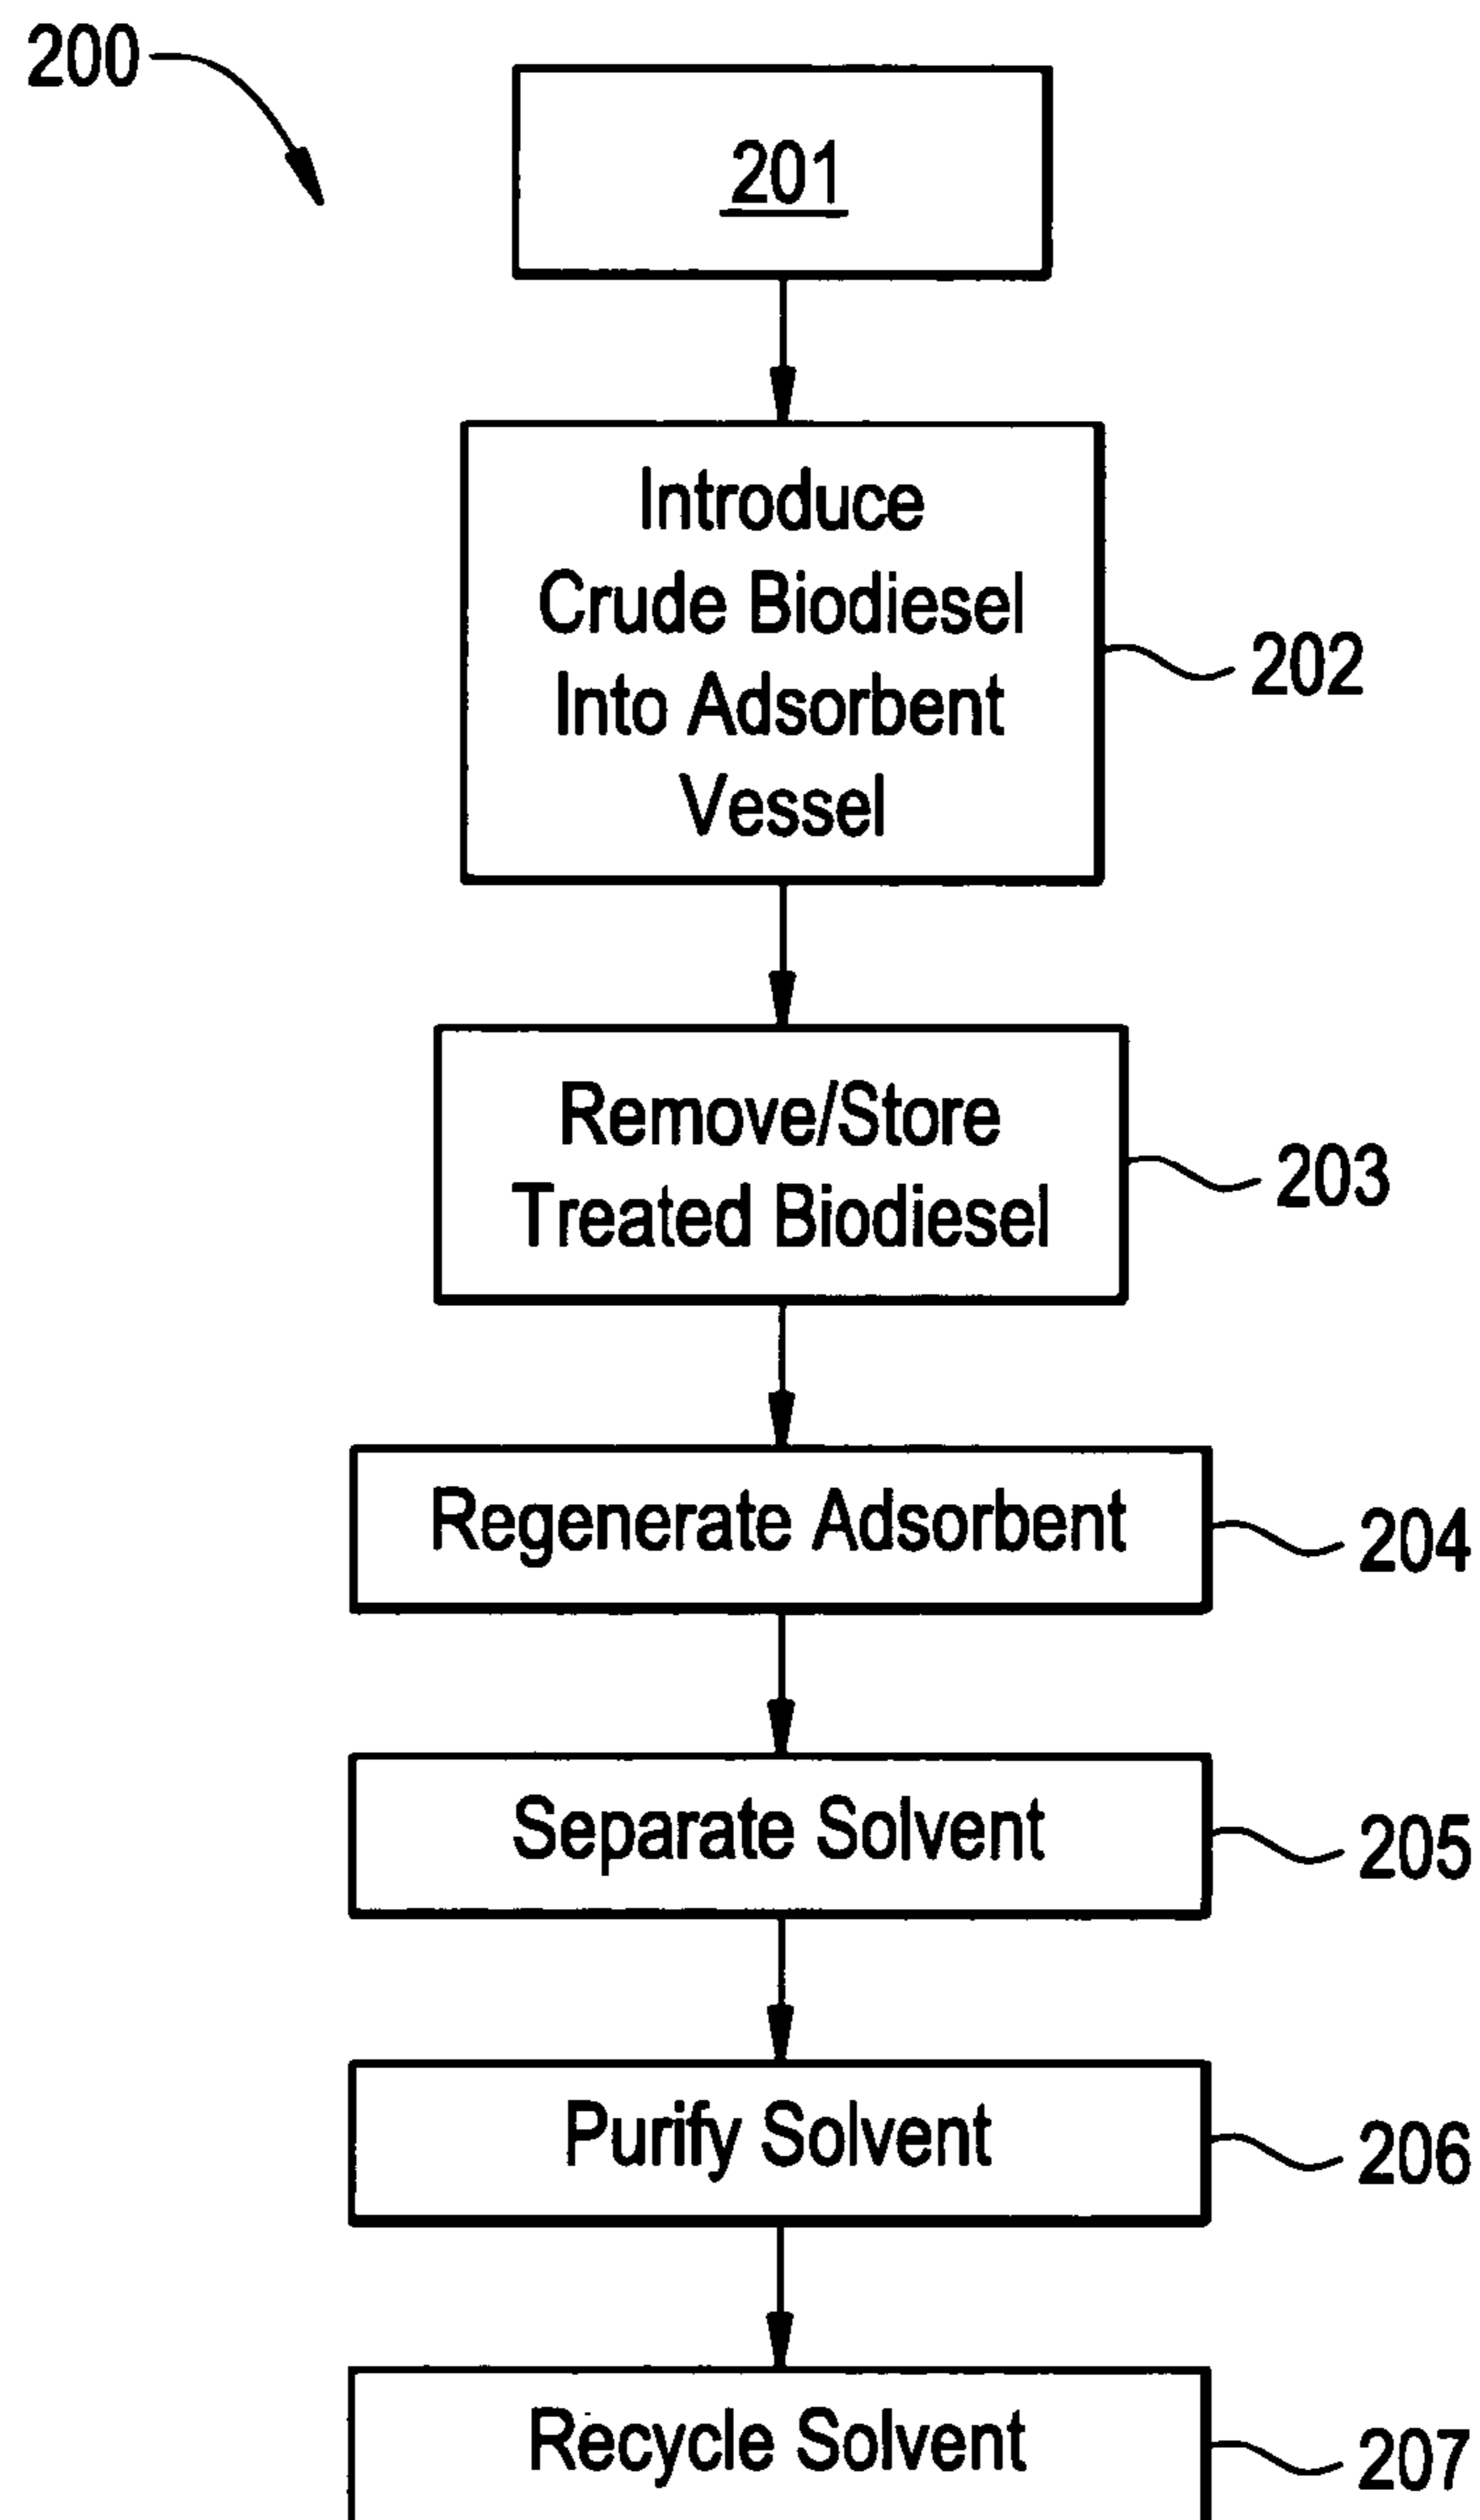 200
201
Introduce
Crude Biodiesel
Into Adsorbent
Vessel
202
Remove/Store
Treated Biodiesel
203
Regenerate Adsorbent
204
Separate Solvent
205
Purify Solvent
206
Recycle Solvent
207